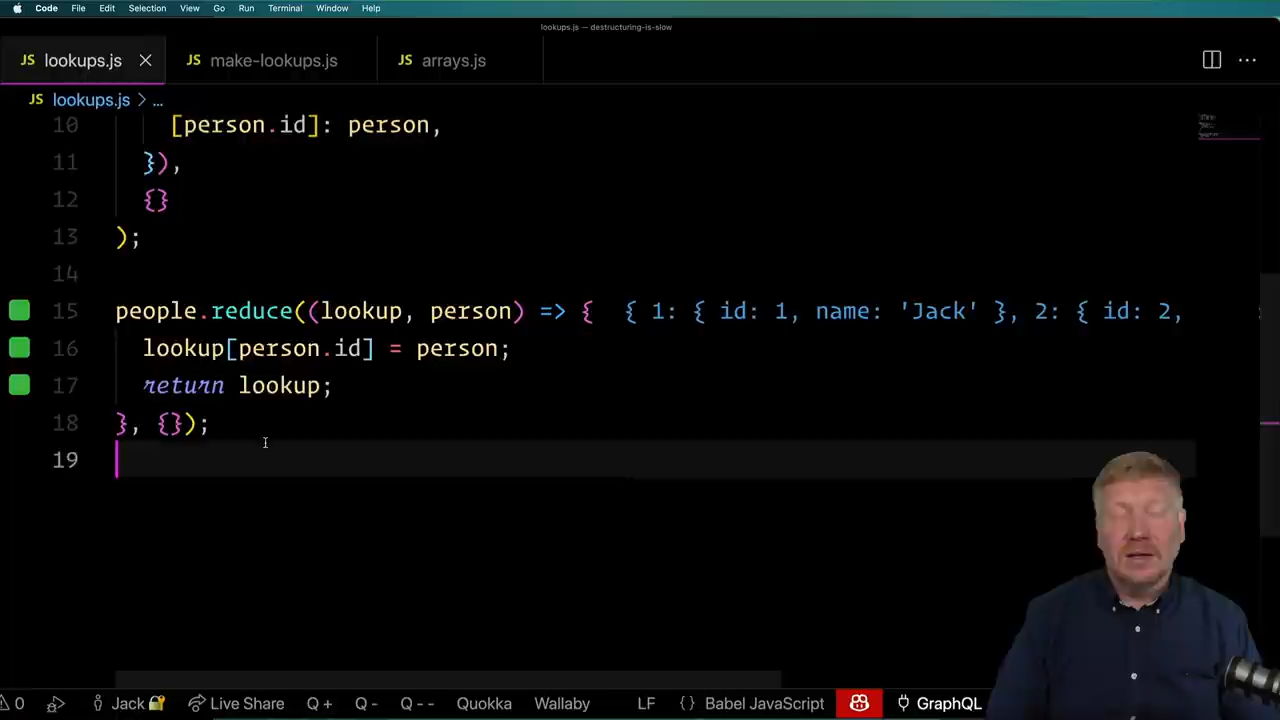 Code File Edit Selection View Go Run Terminal Window Help
lookups.js — destructuring-is-slow
JS lookups.js JS make-lookups.js JS arrays.js
JS lookups.js > ...
10 [person.id]: person,
11 }),
12 {}
13 );
14
15 people.reduce((lookup, person) => { { 1: { id: 1, name: 'Jack' }, 2: { id: 2,
16 lookup[person.id] = person;
17 return lookup;
18 }, {});
19
0 Jack Live Share Q + Q - Q - - Quokka Wallaby LF {} Babel JavaScript GraphQL